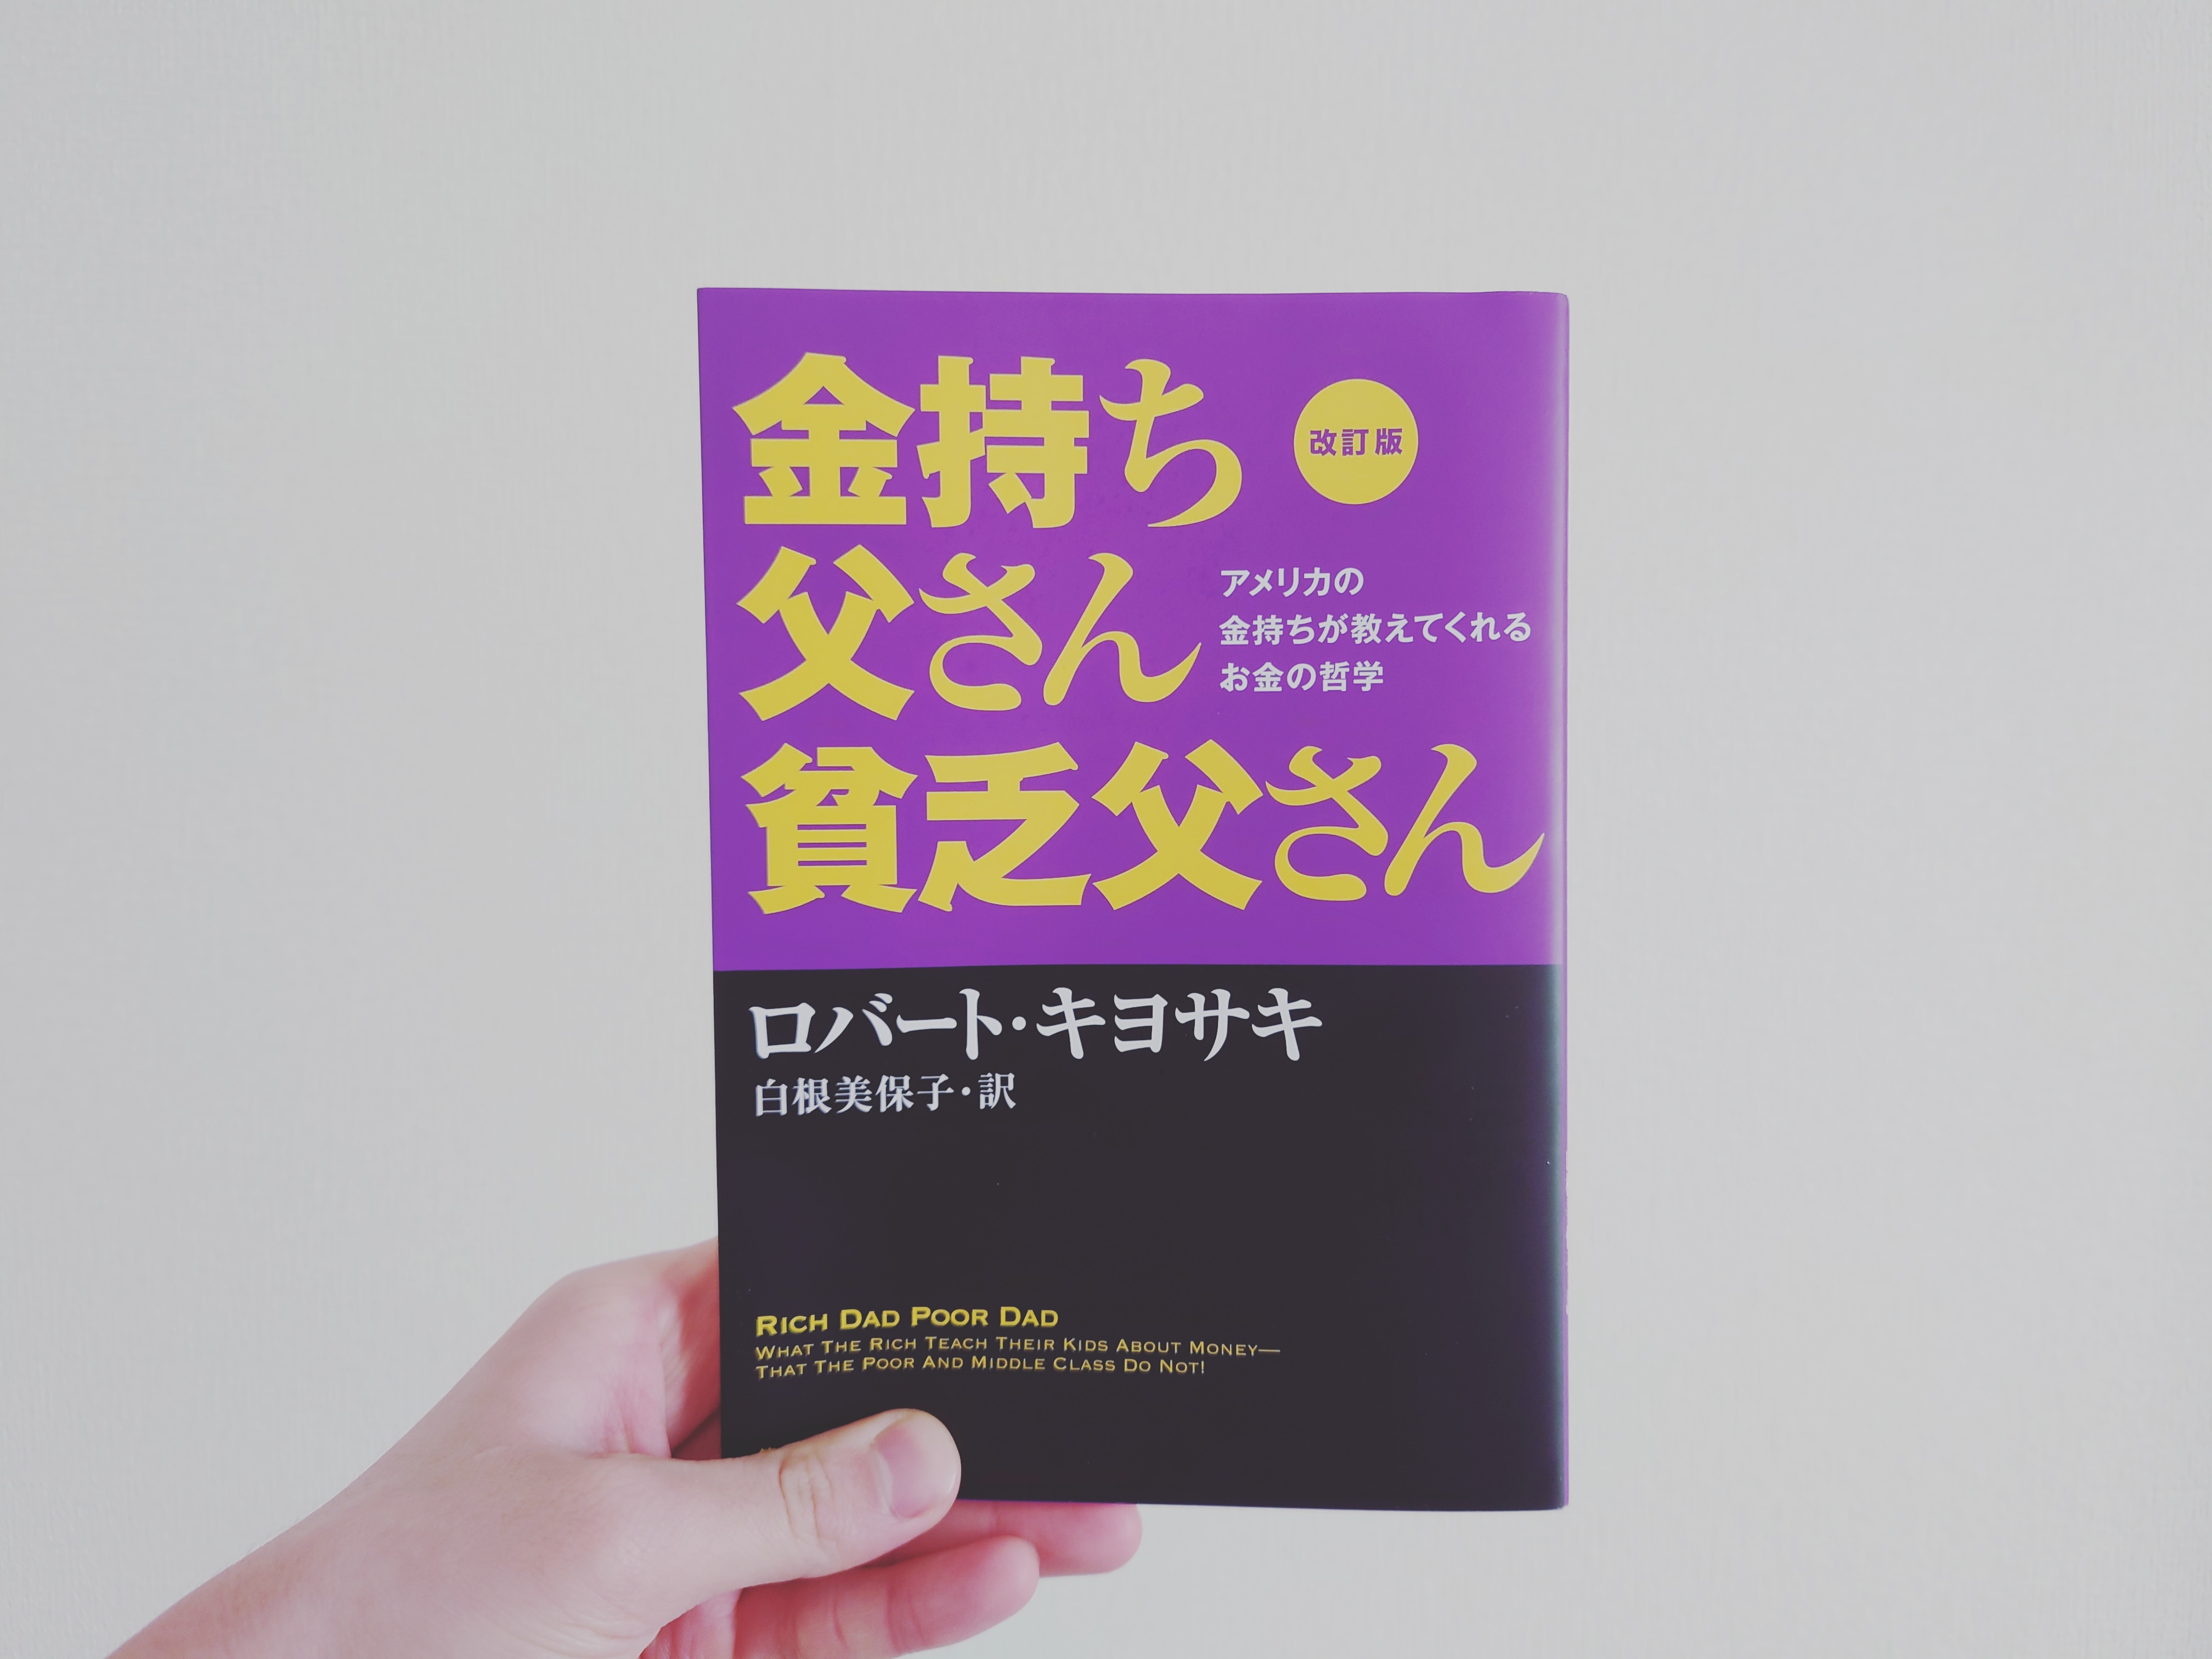 金持ち
改訂版
父さん
アメリカの
金持ちが教えてくれる
お金の哲学
貧乏父さん
ロバート・キヨサキ
白根美保子・訳
RICH DAD POOR DAD
WHAT THE RICH TEACH THEIR KIDS ABOUT MONEY—
THAT THE POOR AND MIDDLE CLASS DO NOT!